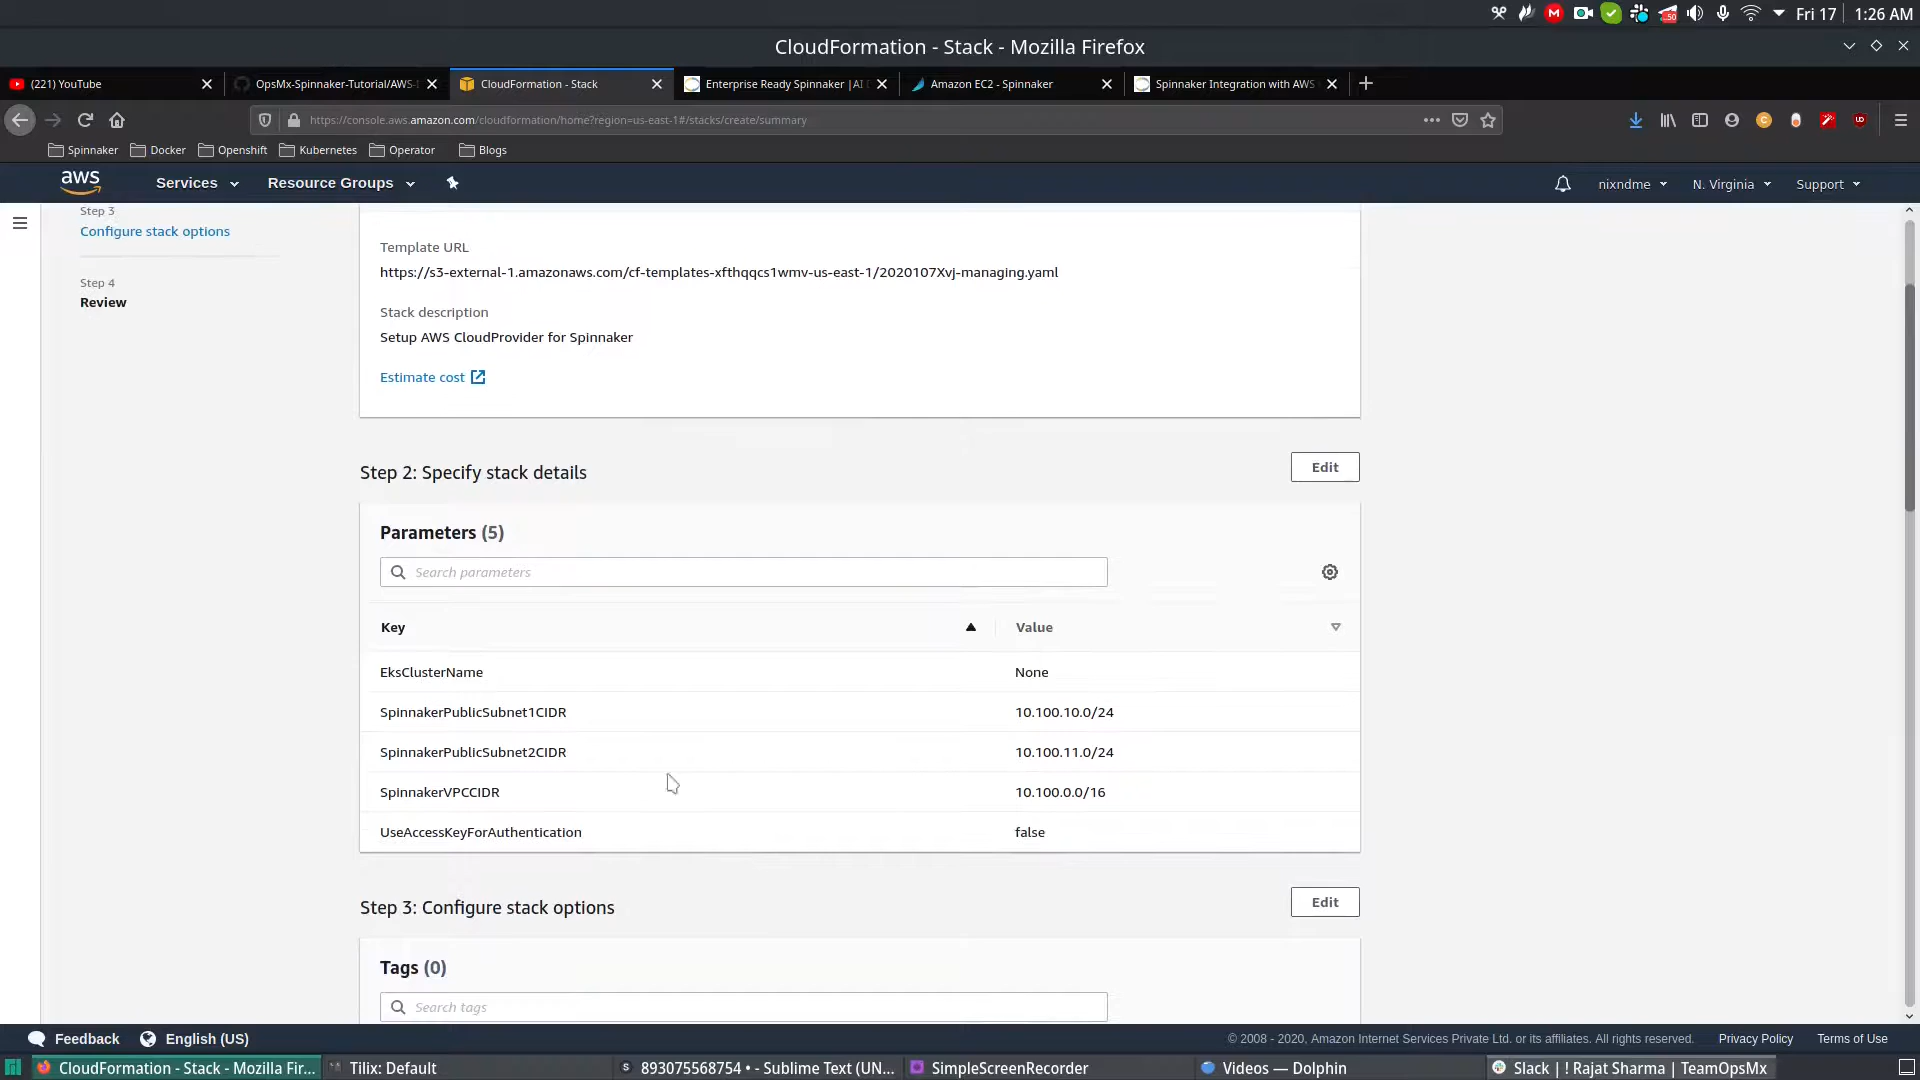 Fri 17
1:26 AM
CloudFormation - Stack - Mozilla Firefox
(221) YouTube
OpsMx-Spinnaker-Tutorial/AWS-
CloudFormation - Stack
Enterprise Ready Spinnaker |AI
Amazon EC2 - Spinnaker
Spinnaker Integration with AWS
https://console.aws.amazon.com/cloudformation/home?region=us-east-1#/stacks/create/summary
Spinnaker
Docker
Openshift
Kubernetes
Operator
Blogs
aws
Services
Resource Groups
nixndme
N. Virginia
Support
Step 3
Configure stack options
Step 4
Review
Template URL
https://s3-external-1.amazonaws.com/cf-templates-xfthqqcs1wmv-us-east-1/2020107Xvj-managing.yaml
Stack description
Setup AWS CloudProvider for Spinnaker
Estimate cost
Step 2: Specify stack details
Edit
Parameters (5)
Search parameters
Key
Value
EksClusterName
None
SpinnakerPublicSubnet1CIDR
10.100.10.0/24
SpinnakerPublicSubnet2CIDR
10.100.11.0/24
SpinnakerVPCCIDR
10.100.0.0/16
UseAccessKeyForAuthentication
false
Step 3: Configure stack options
Edit
Tags (0)
Search tags
Feedback
English (US)
© 2008 - 2020, Amazon Internet Services Private Ltd. or its affiliates. All rights reserved.
Privacy Policy
Terms of Use
CloudFormation - Stack - Mozilla Fir...
Tilix: Default
893075568754 • - Sublime Text (UN...
SimpleScreenRecorder
Videos — Dolphin
Slack | ! Rajat Sharma | TeamOpsMx